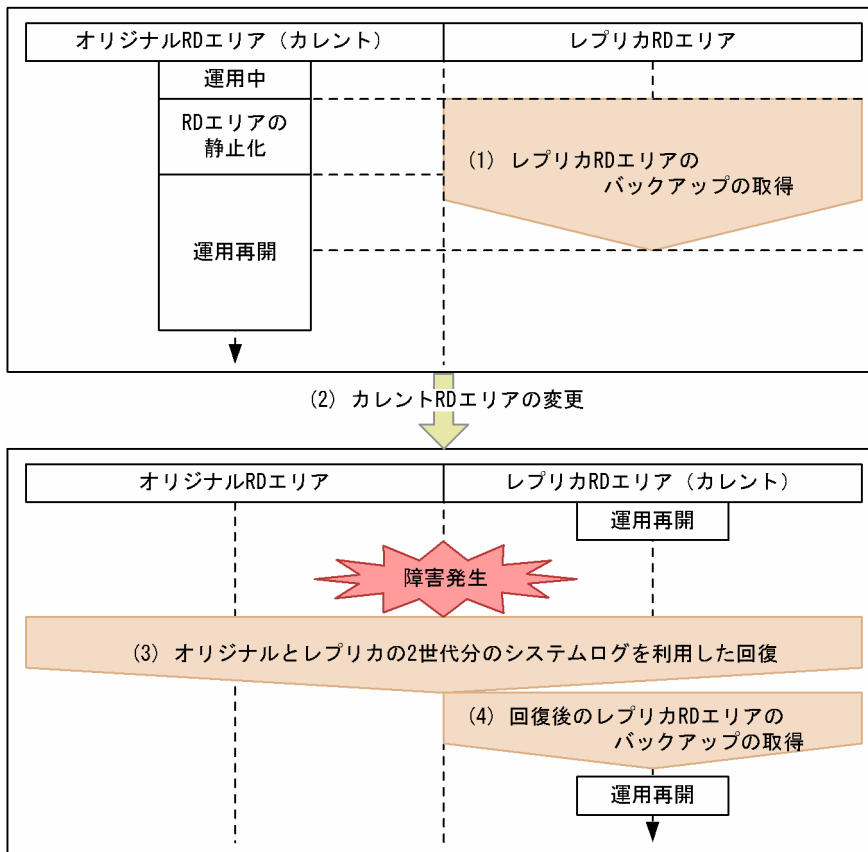 オリジナルRDエリア（カレント）
レプリカRDエリア
運用中
RDエリアの
静止化
(1) レプリカRDエリアの
バックアップの取得
運用再開
(2) カレントRDエリアの変更
オリジナルRDエリア
レプリカRDエリア（カレント）
運用再開
障害発生
(3) オリジナルとレプリカの2世代分のシステムログを利用した回復
(4) 回復後のレプリカRDエリアの
バックアップの取得
運用再開